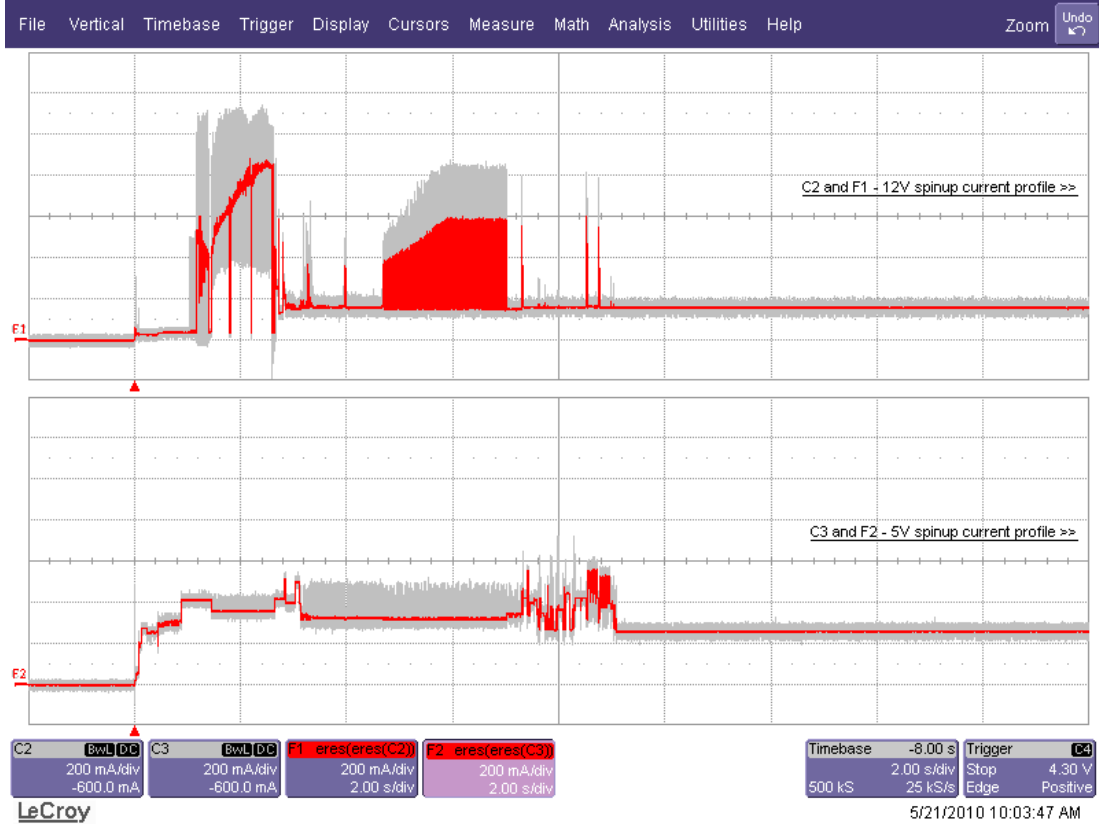 File Vertical Timebase Trigger Display Cursors Measure Math Analysis Utilities Help Zoom Undo
C2 and F1 - 12V spinup current profile >>
F1
C3 and F2 - 5V spinup current profile >>
F2
C2 BwL DC C3 BwL DC F1 eres(eres(C2)) F2 eres(eres(C3)) Timebase -8.00 s Trigger C4
200 mA/div 200 mA/div 200 mA/div 200 mA/div 2.00 s/div Stop 4.30 V
-600.0 mA -600.0 mA 2.00 s/div 2.00 s/div 500 kS 25 kS/s Edge Positive
LeCroy 5/21/2010 10:03:47 AM